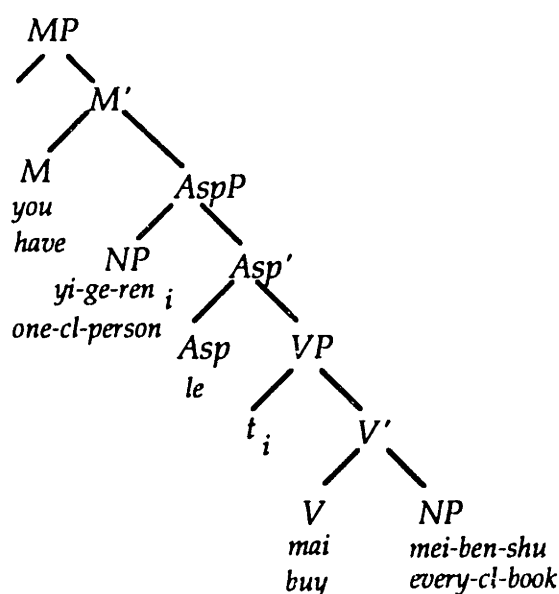 MP
M'
M
you
have
AspP
NP
yi-ge-ren i
one-cl-person
Asp'
Asp
le
VP
t i
V'
V
mai
buy
NP
mei-ben-shu
every-cl-book